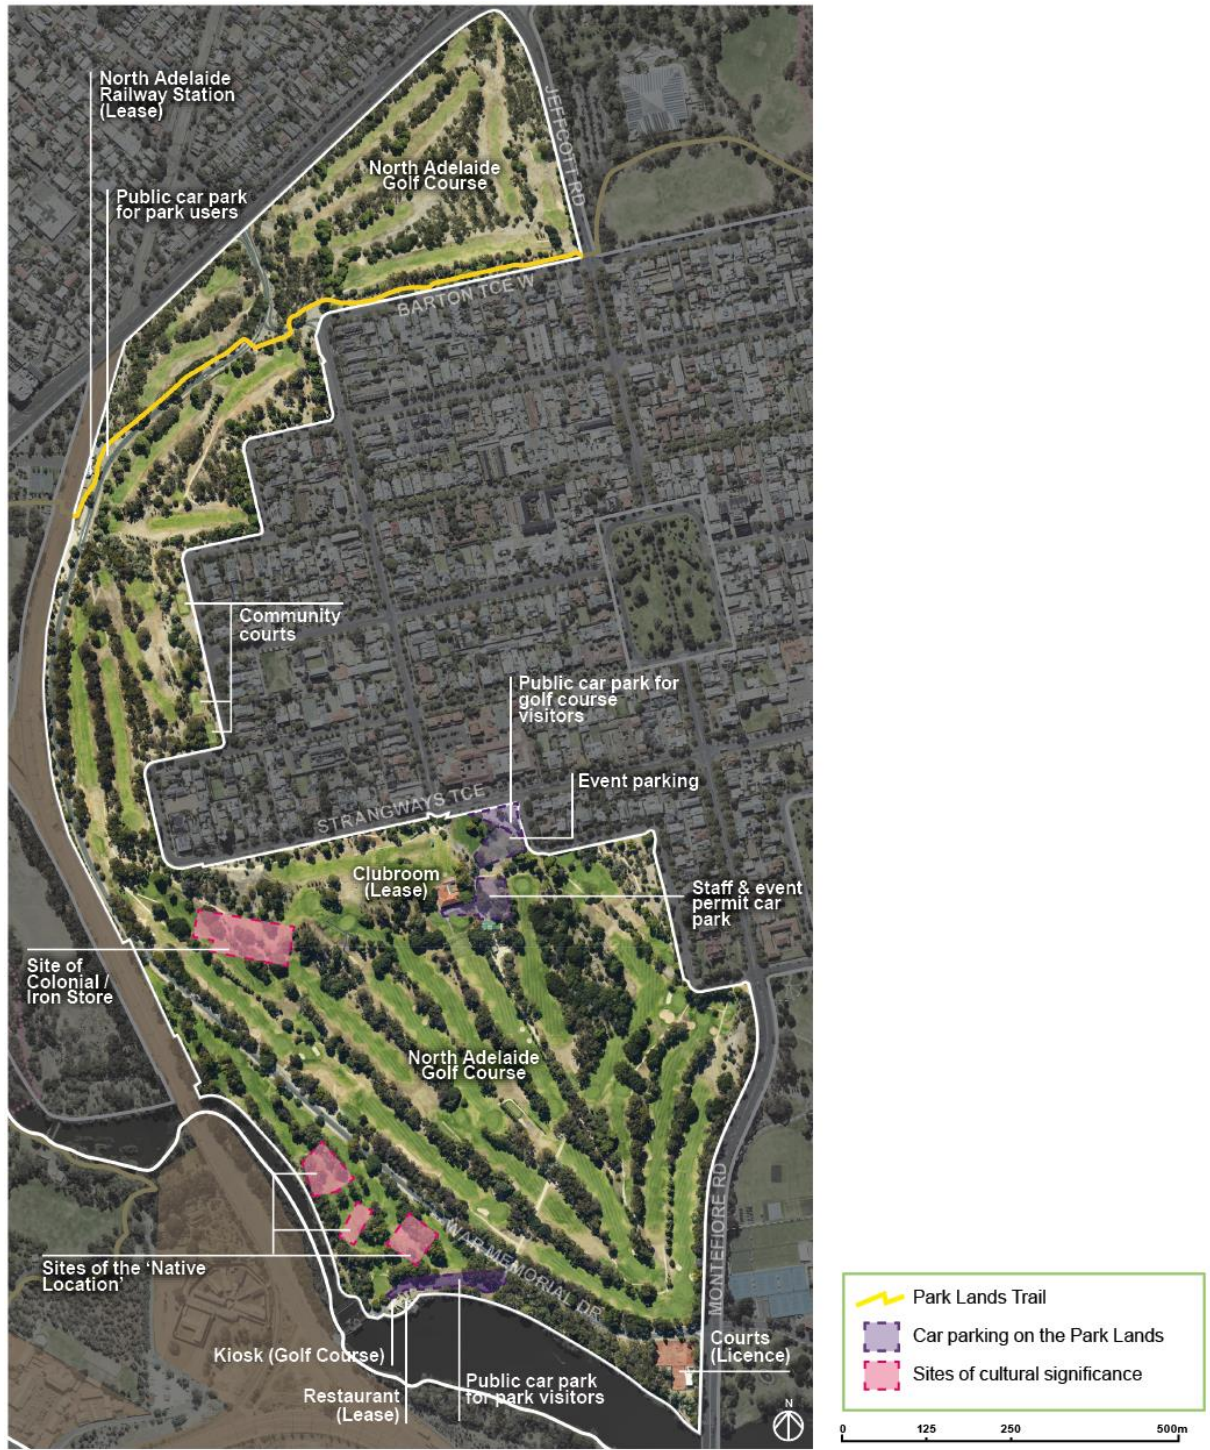 North Adelaide
Railway Station
(Lease)
JEFFCOTT RD
North Adelaide
Golf Course
Public car park
for park users
BARTON TCE W
Community
courts
Public car park for
golf course
visitors
Event parking
STRANGWAYS TCE
Clubroom
(Lease)
Staff & event
permit car
park
Site of
Colonial /
Iron Store
North Adelaide
Golf Course
MONTEFIORE RD
WAR MEMORIAL DR
Sites of the ‘Native
Location’
Kiosk (Golf Course)
Courts
(Licence)
Restaurant
(Lease)
Public car park
for park visitors
N
Park Lands Trail
Car parking on the Park Lands
Sites of cultural significance
0 125 250 500m